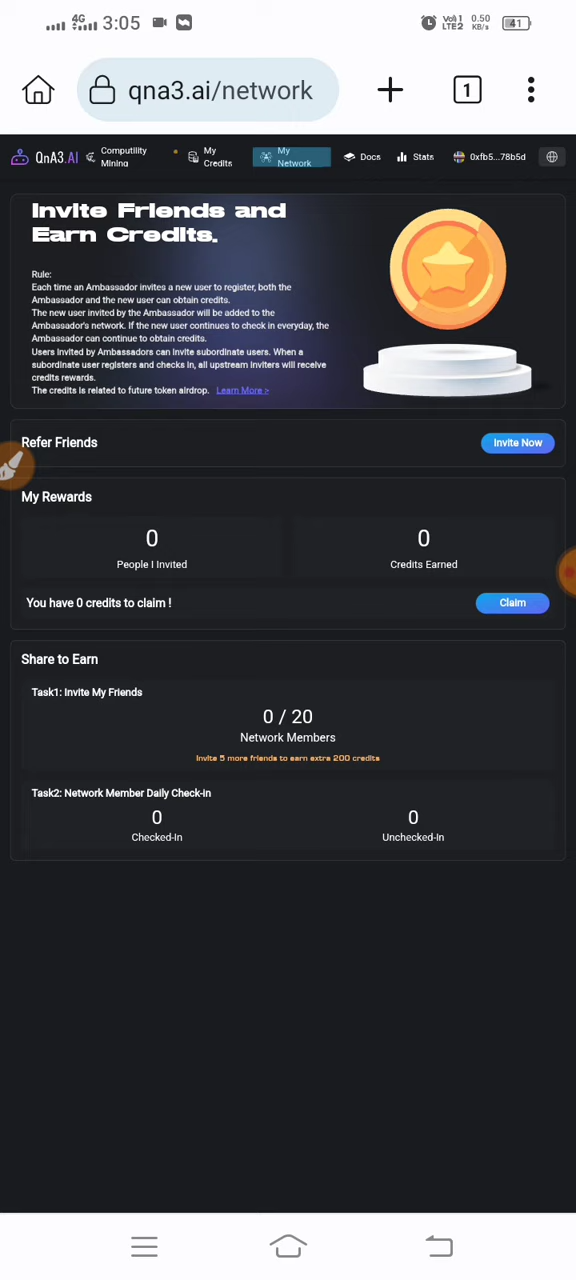 4G 3:05 Vol) 1 LTE2 0.50 KB/s 41
qna3.ai/network 1
QnA3.AI Computility Mining My Credits My Network Docs Stats 0xfb5...78b5d
Invite Friends and
Earn Credits.
Rule:
Each time an Ambassador invites a new user to register, both the
Ambassador and the new user can obtain credits.
The new user invited by the Ambassador will be added to the
Ambassador's network. If the new user continues to check in everyday, the
Ambassador can continue to obtain credits.
Users invited by Ambassadors can invite subordinate users. When a
subordinate user registers and checks in, all upstream inviters will receive
credits rewards.
The credits is related to future token airdrop. Learn More >
Refer Friends Invite Now
My Rewards
0 0
People I Invited Credits Earned
You have 0 credits to claim ! Claim
Share to Earn
Task1: Invite My Friends
0 / 20
Network Members
Invite 5 more friends to earn extra 200 credits
Task2: Network Member Daily Check-in
0 0
Checked-In Unchecked-In